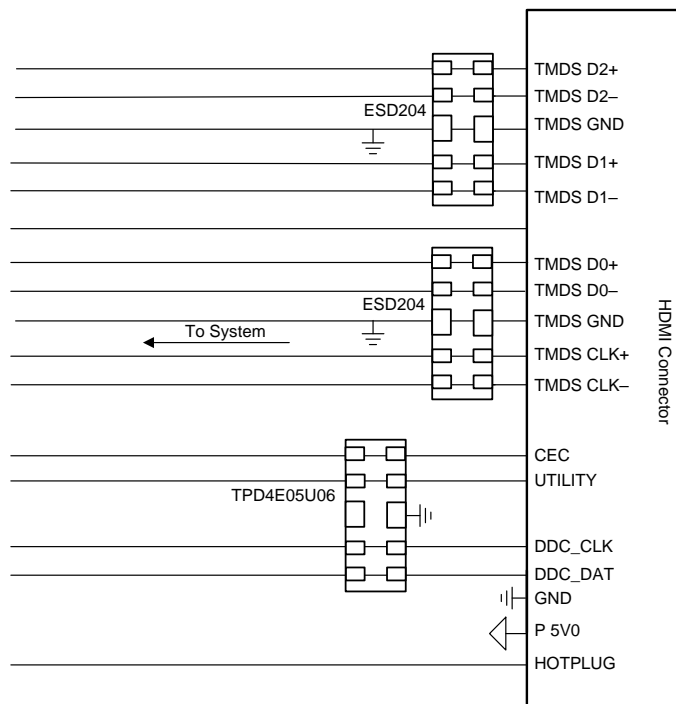 TMDS D2+
TMDS D2–
ESD204
TMDS GND
TMDS D1+
TMDS D1–
TMDS D0+
TMDS D0–
ESD204
TMDS GND
To System
TMDS CLK+
TMDS CLK–
HDMI Connector
CEC
UTILITY
TPD4E05U06
DDC_CLK
DDC_DAT
GND
P 5V0
HOTPLUG